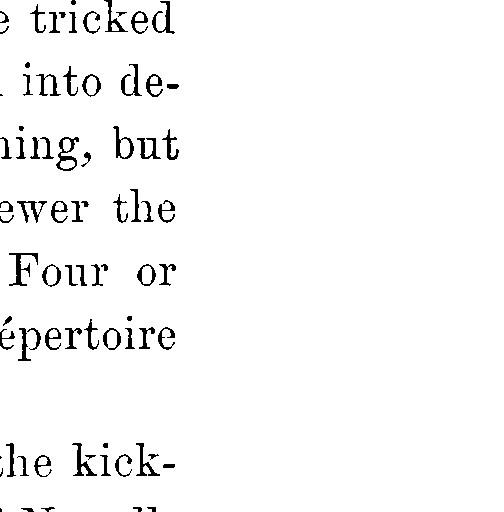 e tricked
into de-
ning, but
ewer the
Four or
épertoire
the kick-